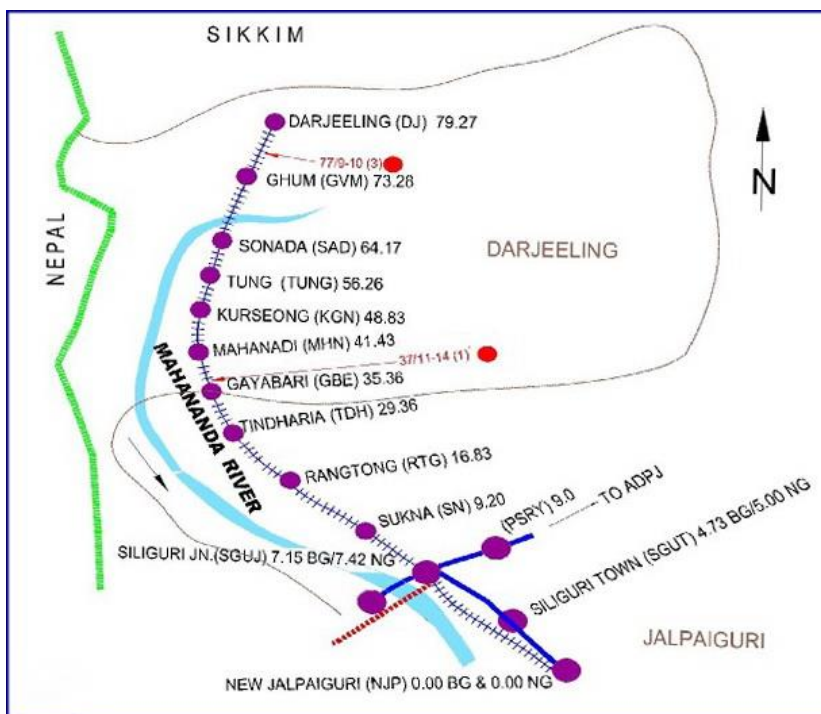 SIKKIM
DARJEELING (DJ) 79.27
77/9-10 (3)
GHUM (GVM) 73.28
N
NEPAL
SONADA (SAD) 64.17
DARJEELING
TUNG (TUNG) 56.26
KURSEONG (KGN) 48.83
MAHANADI (MHN) 41.43
37/11-14 (1)
GAYABARI (GBE) 35.36
MAHANANDA RIVER
TINDHARIA (TDH) 29.36
RANGTONG (RTG) 16.83
SUKNA (SN) 9.20
(PSRY) 9.0
TO ADPJ
SILIGURI JN.(SGUJ) 7.15 BG/7.42 NG
SILIGURI TOWN (SGUT) 4.73 BG/5.00 NG
JALPAIGURI
NEW JALPAIGURI (NJP) 0.00 BG & 0.00 NG